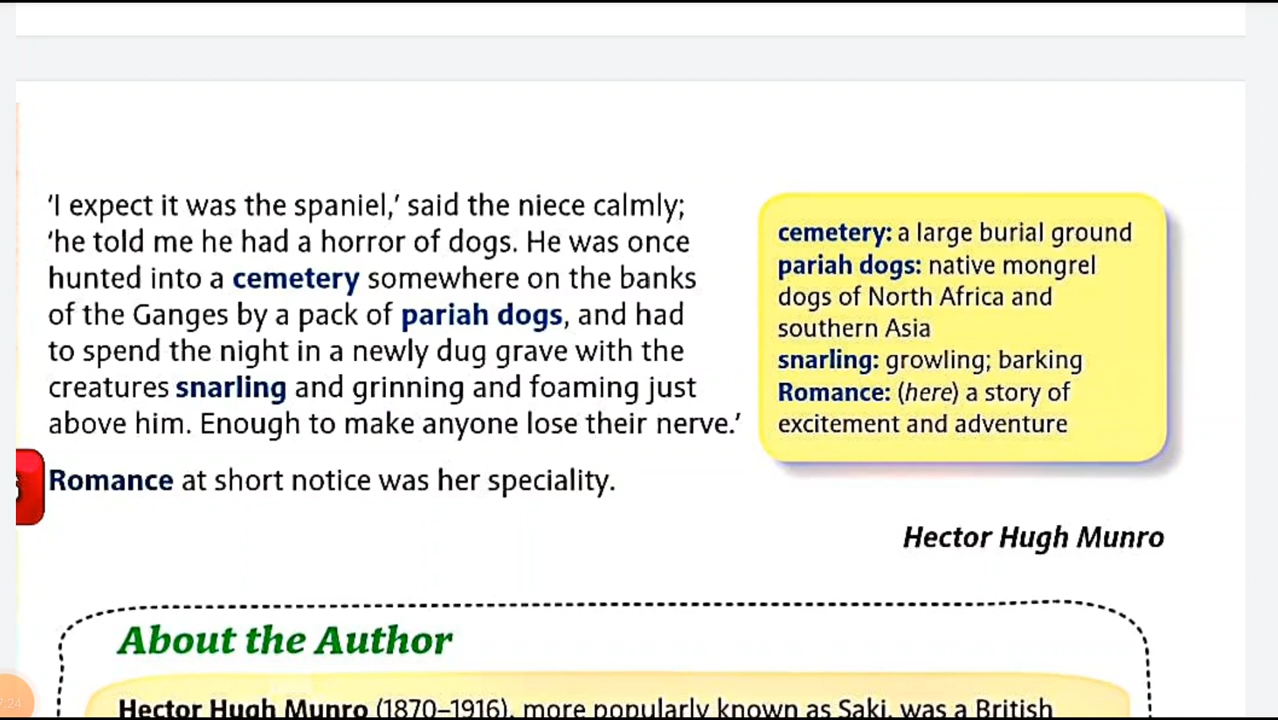 ‘I expect it was the spaniel,’ said the niece calmly;
‘he told me he had a horror of dogs. He was once
hunted into a cemetery somewhere on the banks
of the Ganges by a pack of pariah dogs, and had
to spend the night in a newly dug grave with the
creatures snarling and grinning and foaming just
above him. Enough to make anyone lose their nerve.’
Romance at short notice was her speciality.
cemetery: a large burial ground
pariah dogs: native mongrel
dogs of North Africa and
southern Asia
snarling: growling; barking
Romance: (here) a story of
excitement and adventure
Hector Hugh Munro
About the Author
Hector Hugh Munro (1870–1916), more popularly known as Saki, was a British